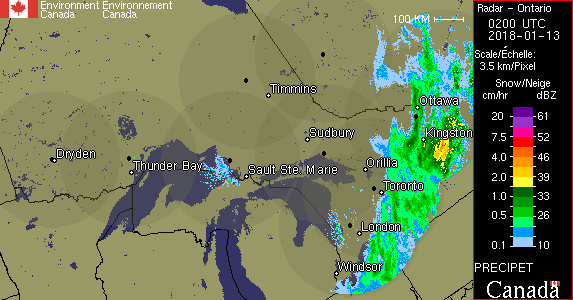 Environment Environnement
Canada Canada
100 KM
Timmins
Ottawa
Sudbury
Kingston
Dryden
Thunder Bay
Sault Ste. Marie
Orillia
Toronto
London
Windsor
Radar – Ontario
0200 UTC
2018-01-13
Scale/Échelle:
3.5 km/Pixel
Snow/Neige
cm/hr dBZ
20 61
7.5 52
4.0 46
2.0 39
1.0 33
0.5 26
0.1 10
PRECIPET
Canada